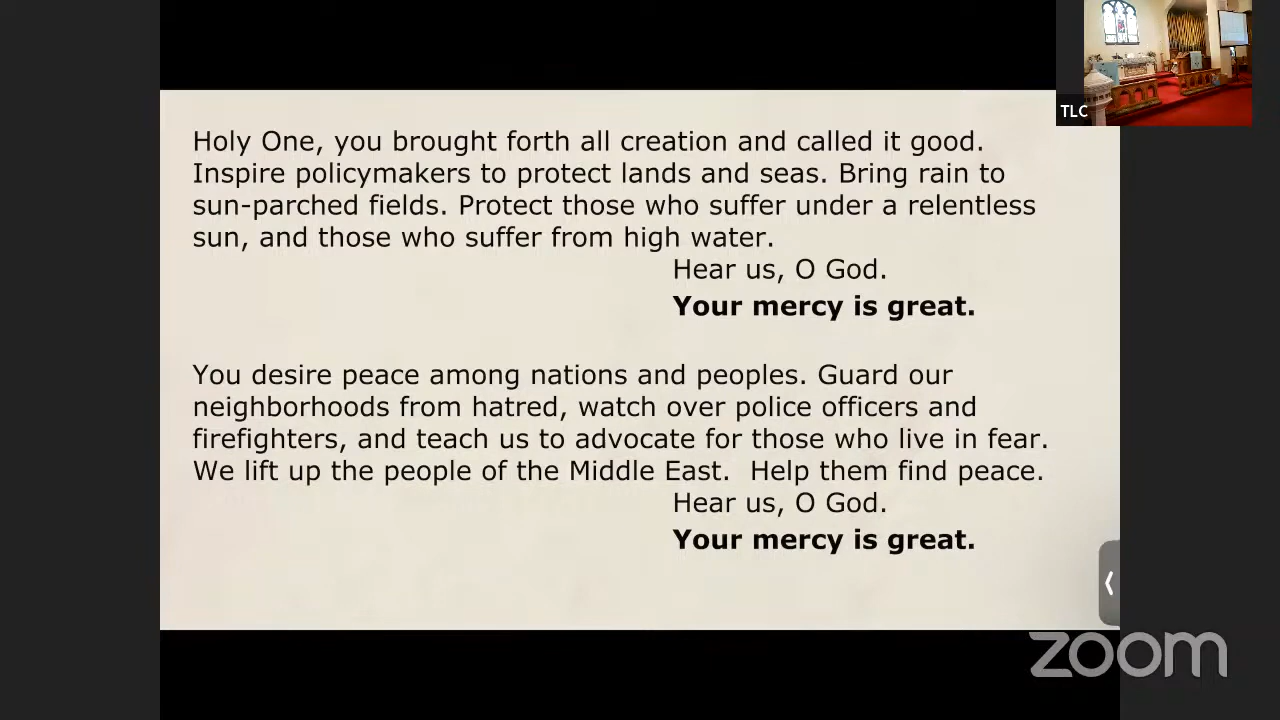 TLC
Holy One, you brought forth all creation and called it good.
Inspire policymakers to protect lands and seas. Bring rain to
sun-parched fields. Protect those who suffer under a relentless
sun, and those who suffer from high water.
Hear us, O God.
Your mercy is great.
You desire peace among nations and peoples. Guard our
neighborhoods from hatred, watch over police officers and
firefighters, and teach us to advocate for those who live in fear.
We lift up the people of the Middle East.  Help them find peace.
Hear us, O God.
Your mercy is great.
zoom